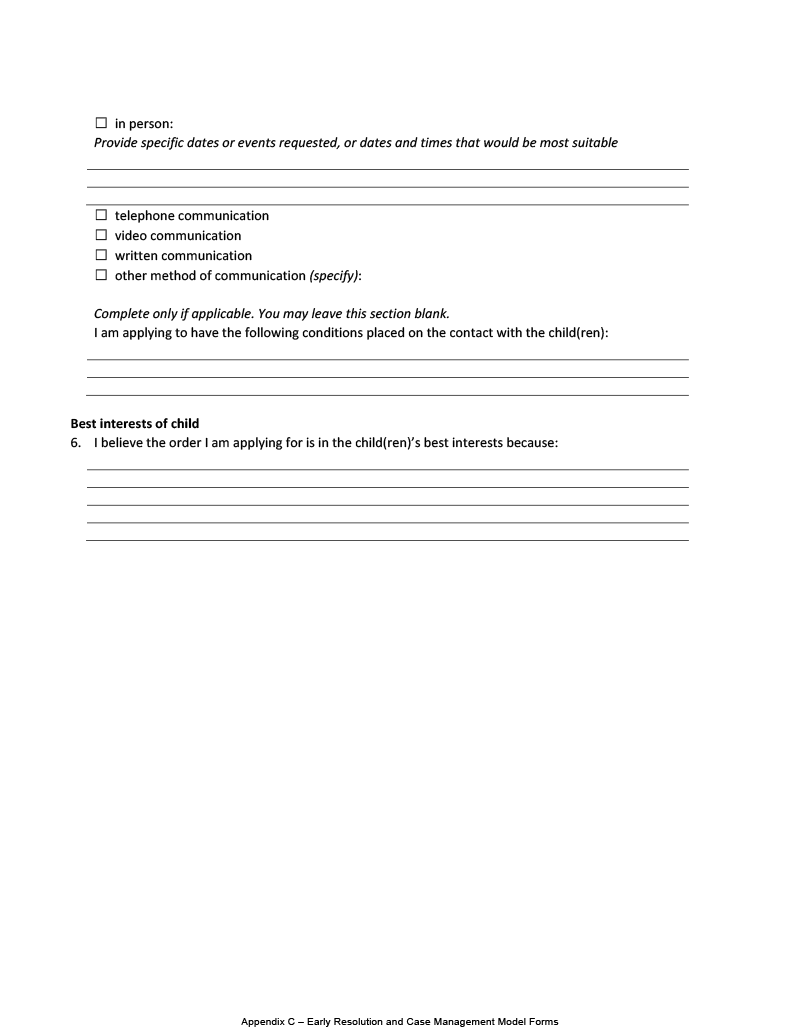 ☐ in person:
Provide specific dates or events requested, or dates and times that would be most suitable
☐ telephone communication
☐ video communication
☐ written communication
☐ other method of communication (specify):
Complete only if applicable. You may leave this section blank.
I am applying to have the following conditions placed on the contact with the child(ren):
Best interests of child
6. I believe the order I am applying for is in the child(ren)’s best interests because:
Appendix C – Early Resolution and Case Management Model Forms